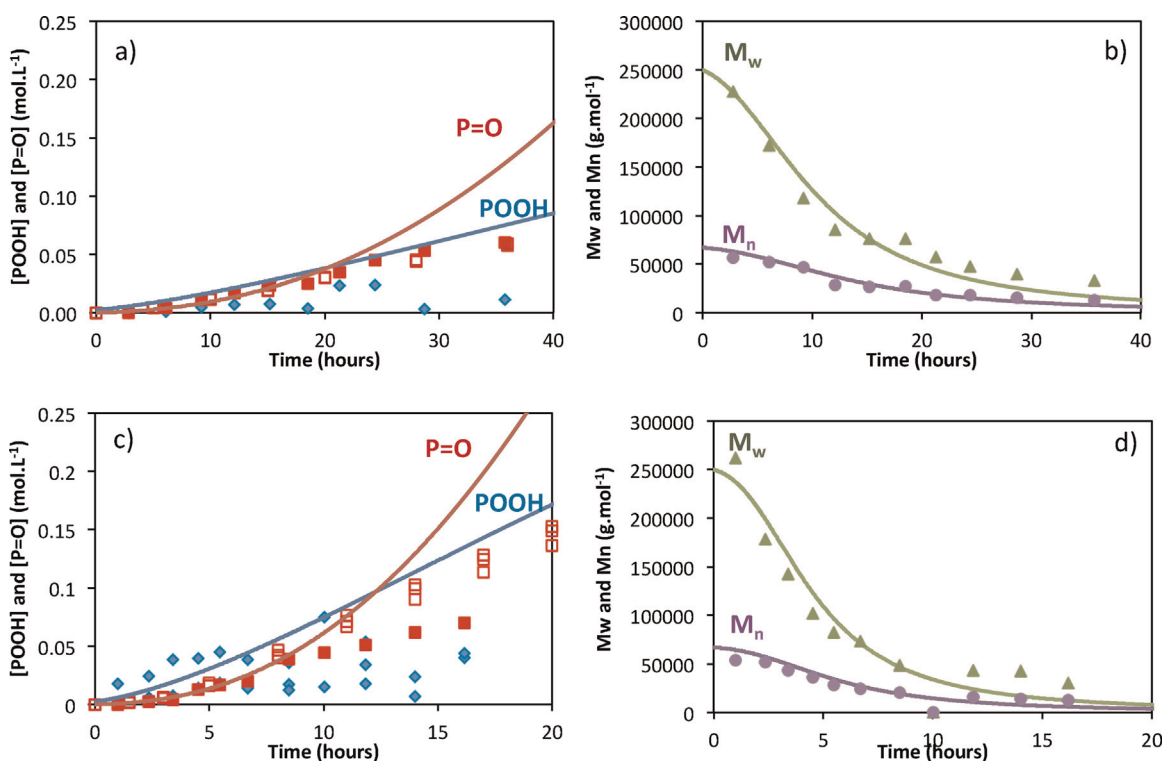 [POOH] and [P=O] (mol.L⁻¹)
0.25
0.20
0.15
0.10
0.05
0.00
a)
P=O
POOH
0 10 20 30 40
Time (hours)
Mw and Mn (g.mol⁻¹)
300000
250000
200000
150000
100000
50000
0
b)
Mw
Mn
0 10 20 30 40
Time (hours)
[POOH] and [P=O] (mol.L⁻¹)
0.25
0.2
0.15
0.1
0.05
0
c)
P=O
POOH
0 5 10 15 20
Time (hours)
Mw and Mn (g.mol⁻¹)
300000
250000
200000
150000
100000
50000
0
d)
Mw
Mn
0 5 10 15 20
Time (hours)